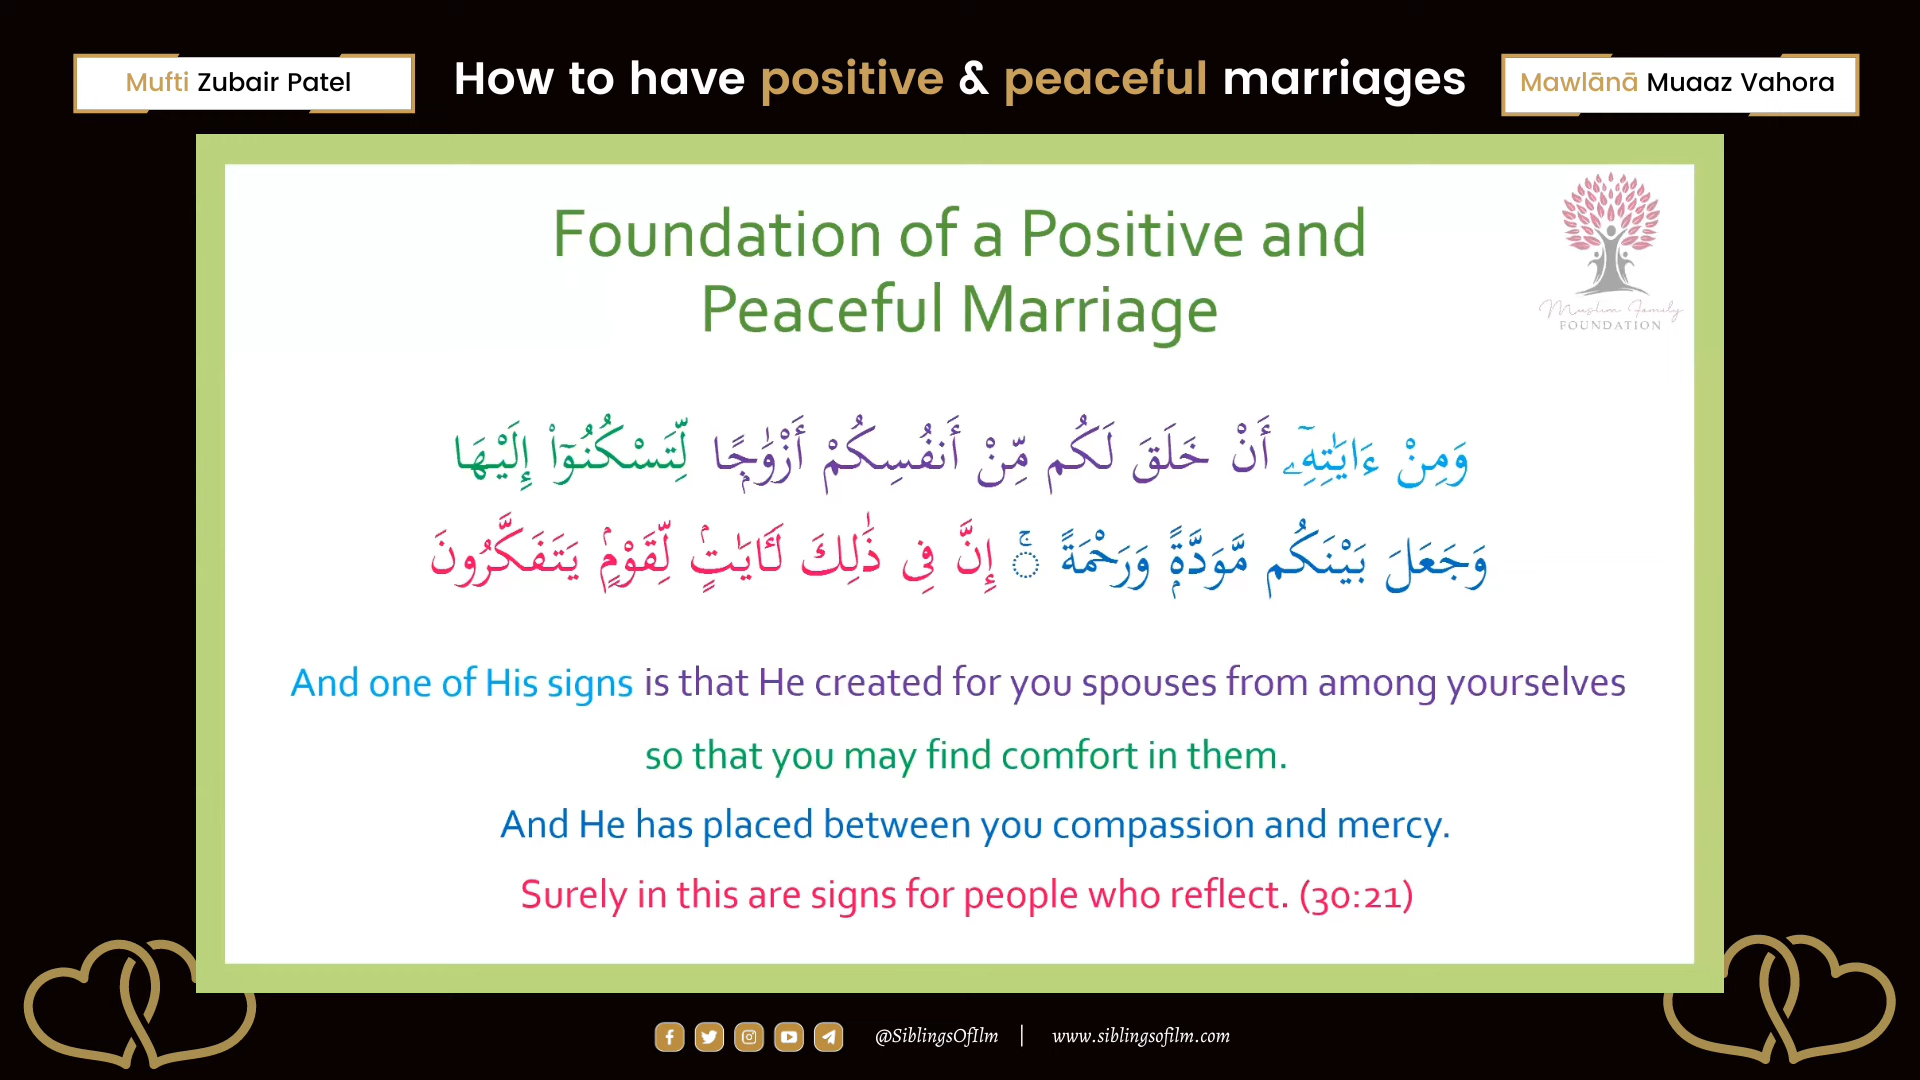 Mufti Zubair Patel
How to have positive & peaceful marriages
Mawlānā Muaaz Vahora
Foundation of a Positive and
Peaceful Marriage
Muslim Family
FOUNDATION
وَمِنْ ءَايَـٰتِهِۦٓ أَنْ خَلَقَ لَكُم مِّنْ أَنفُسِكُمْ أَزْوَٰجًۭا لِّتَسْكُنُوٓا۟ إِلَيْهَا
وَجَعَلَ بَيْنَكُم مَّوَدَّةًۭ وَرَحْمَةً ۚ إِنَّ فِى ذَٰلِكَ لَـَٔايَـٰتٍۢ لِّقَوْمٍۢ يَتَفَكَّرُونَ
And one of His signs is that He created for you spouses from among yourselves
so that you may find comfort in them.
And He has placed between you compassion and mercy.
Surely in this are signs for people who reflect. (30:21)
@SiblingsOfIlm | www.siblingsofilm.com